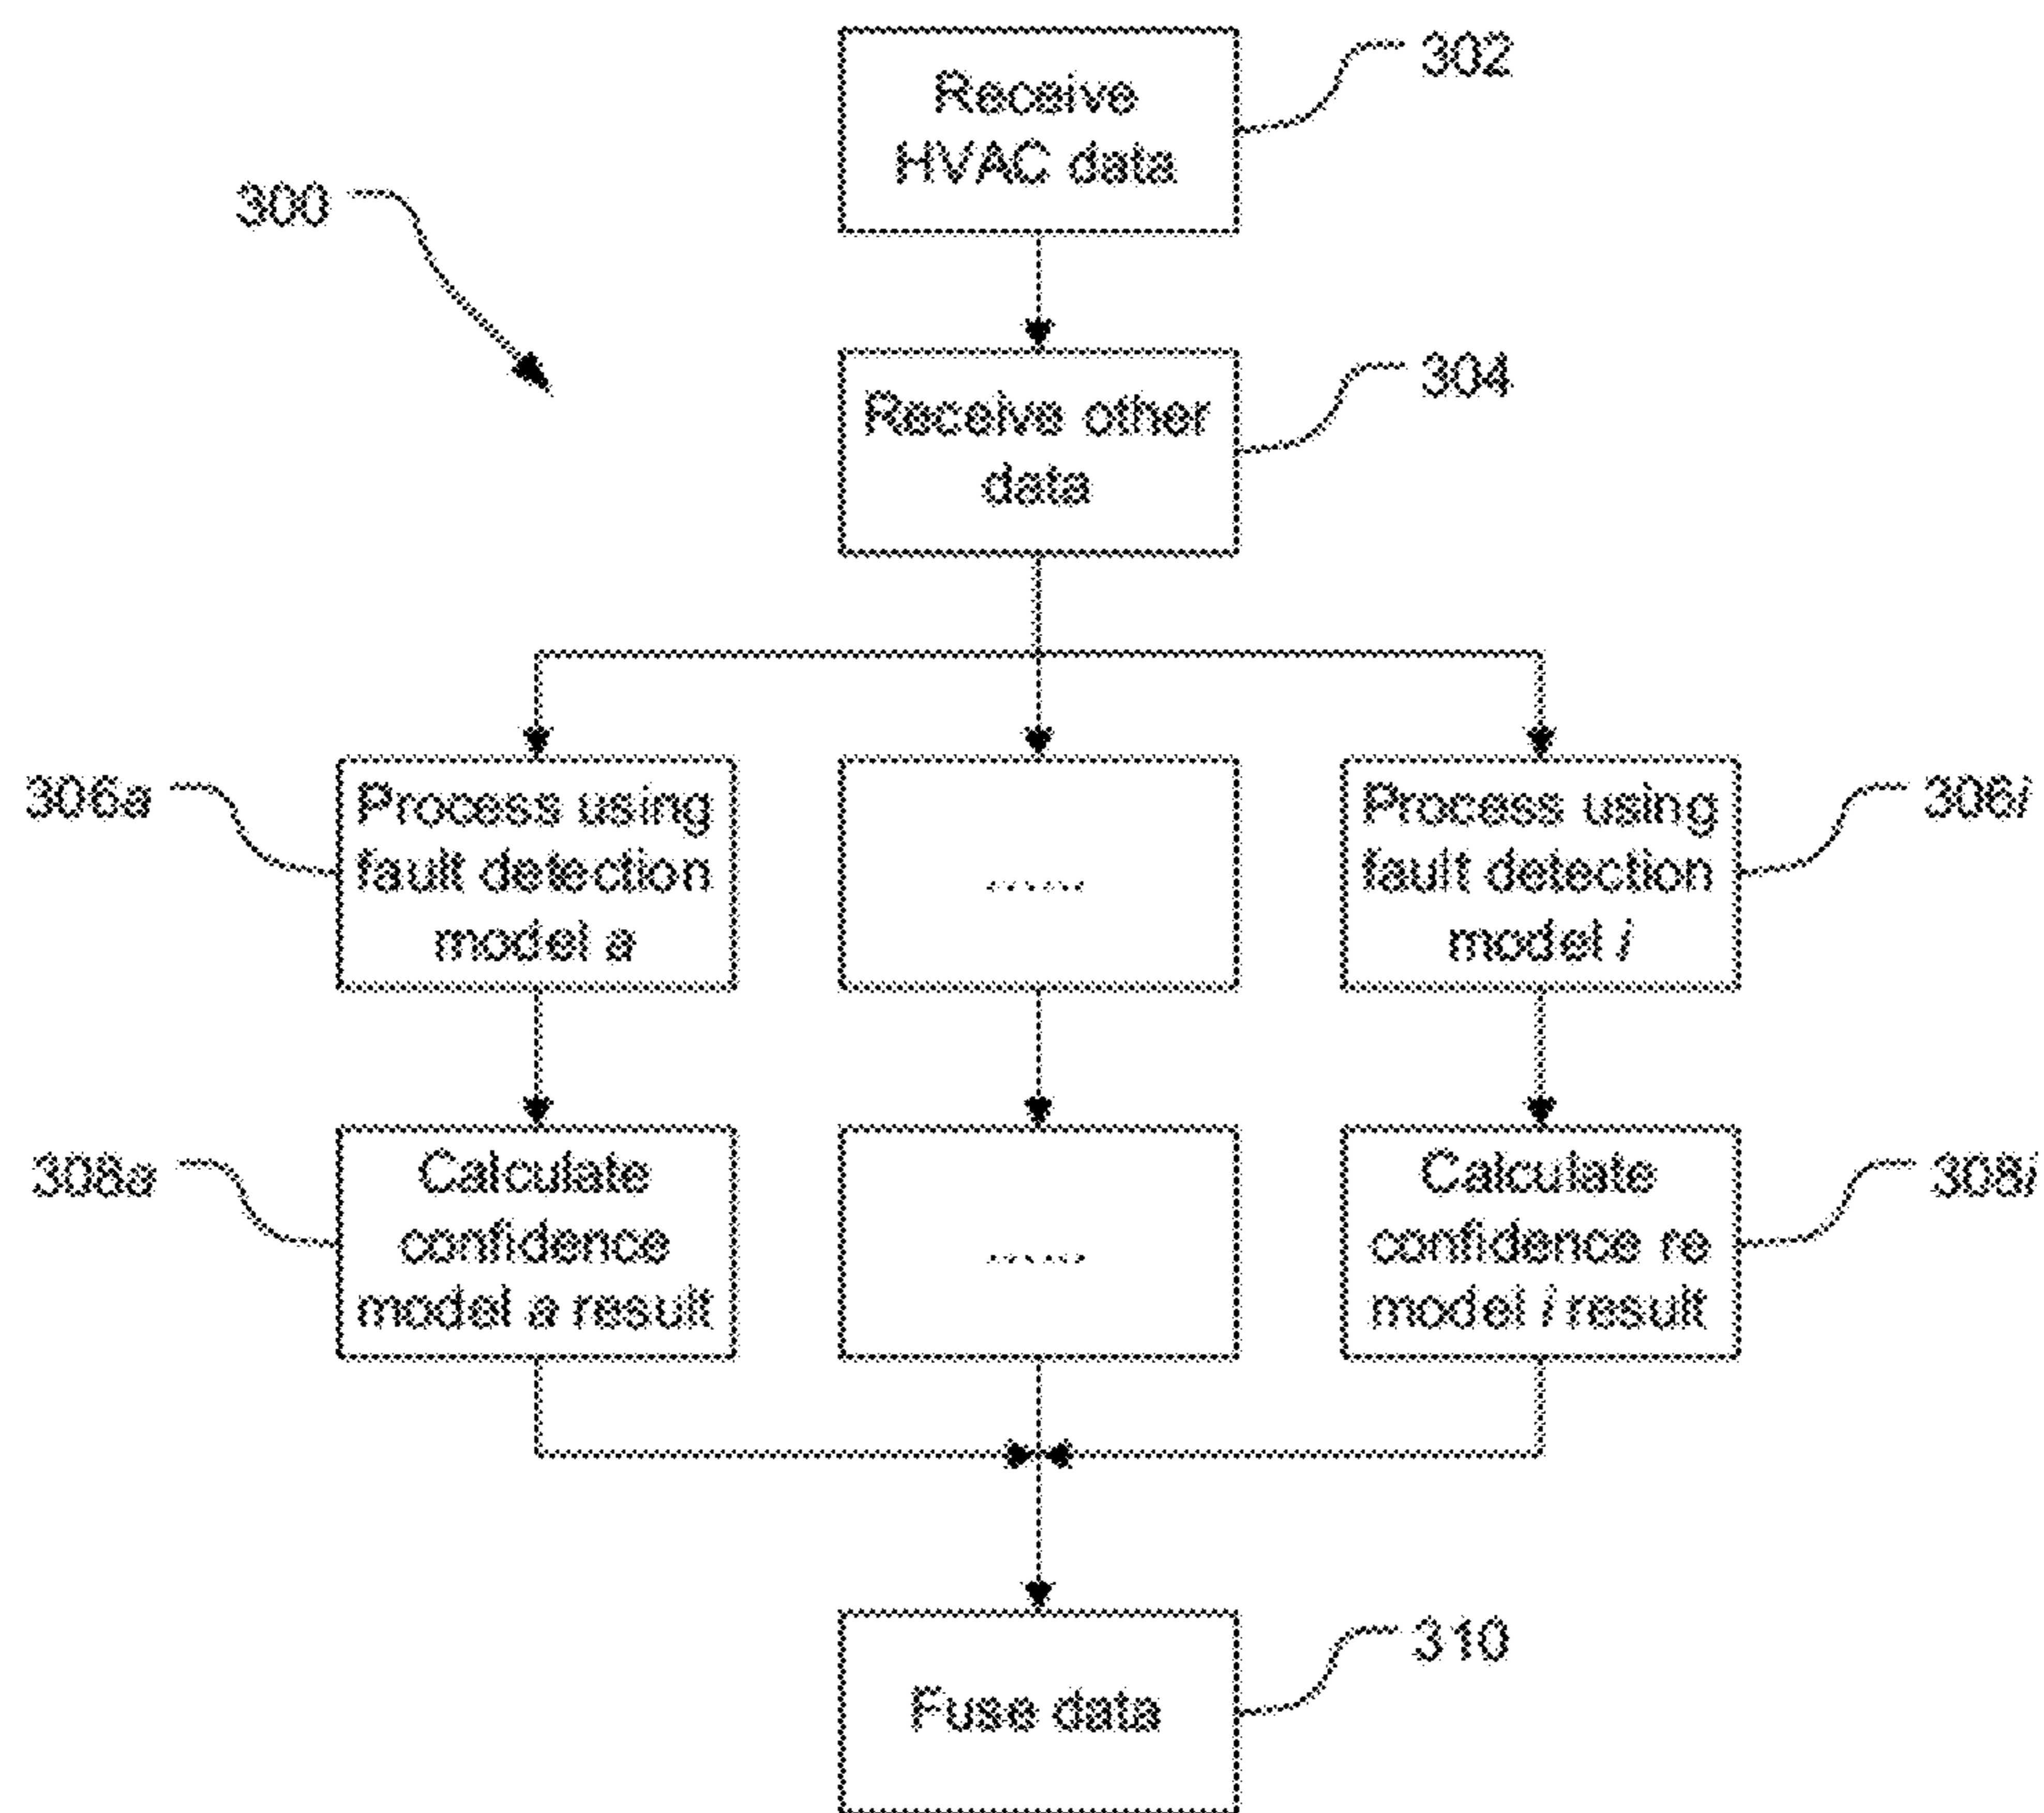 302
Receive
HVAC data
300
304
Receive other
data
306a
Process using
fault detection
model a
......
Process using
fault detection
model i
306i
308a
Calculate
confidence
model a result
......
Calculate
confidence re
model i result
308i
310
Fuse data